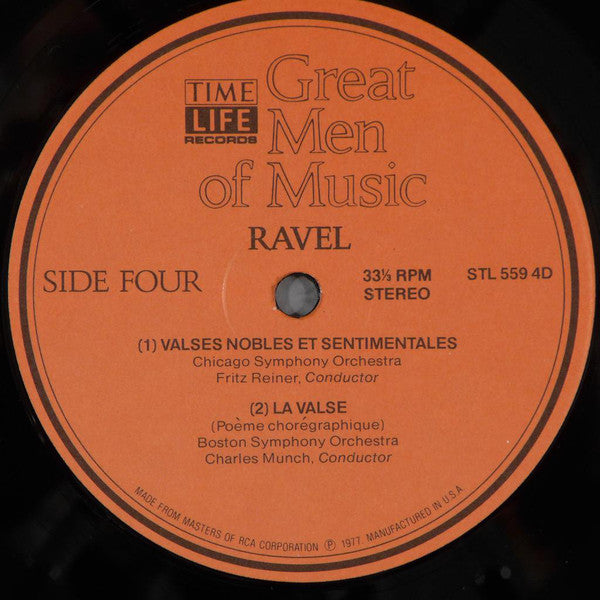 TIME
LIFE
RECORDS
Great
Men
of Music
RAVEL
SIDE FOUR
33⅓ RPM
STEREO
STL 559 4D
(1) VALSES NOBLES ET SENTIMENTALES
Chicago Symphony Orchestra
Fritz Reiner, Conductor
(2) LA VALSE
(Poème chorégraphique)
Boston Symphony Orchestra
Charles Munch, Conductor
MADE FROM MASTERS OF RCA CORPORATION ℗ 1977. MANUFACTURED IN U.S.A